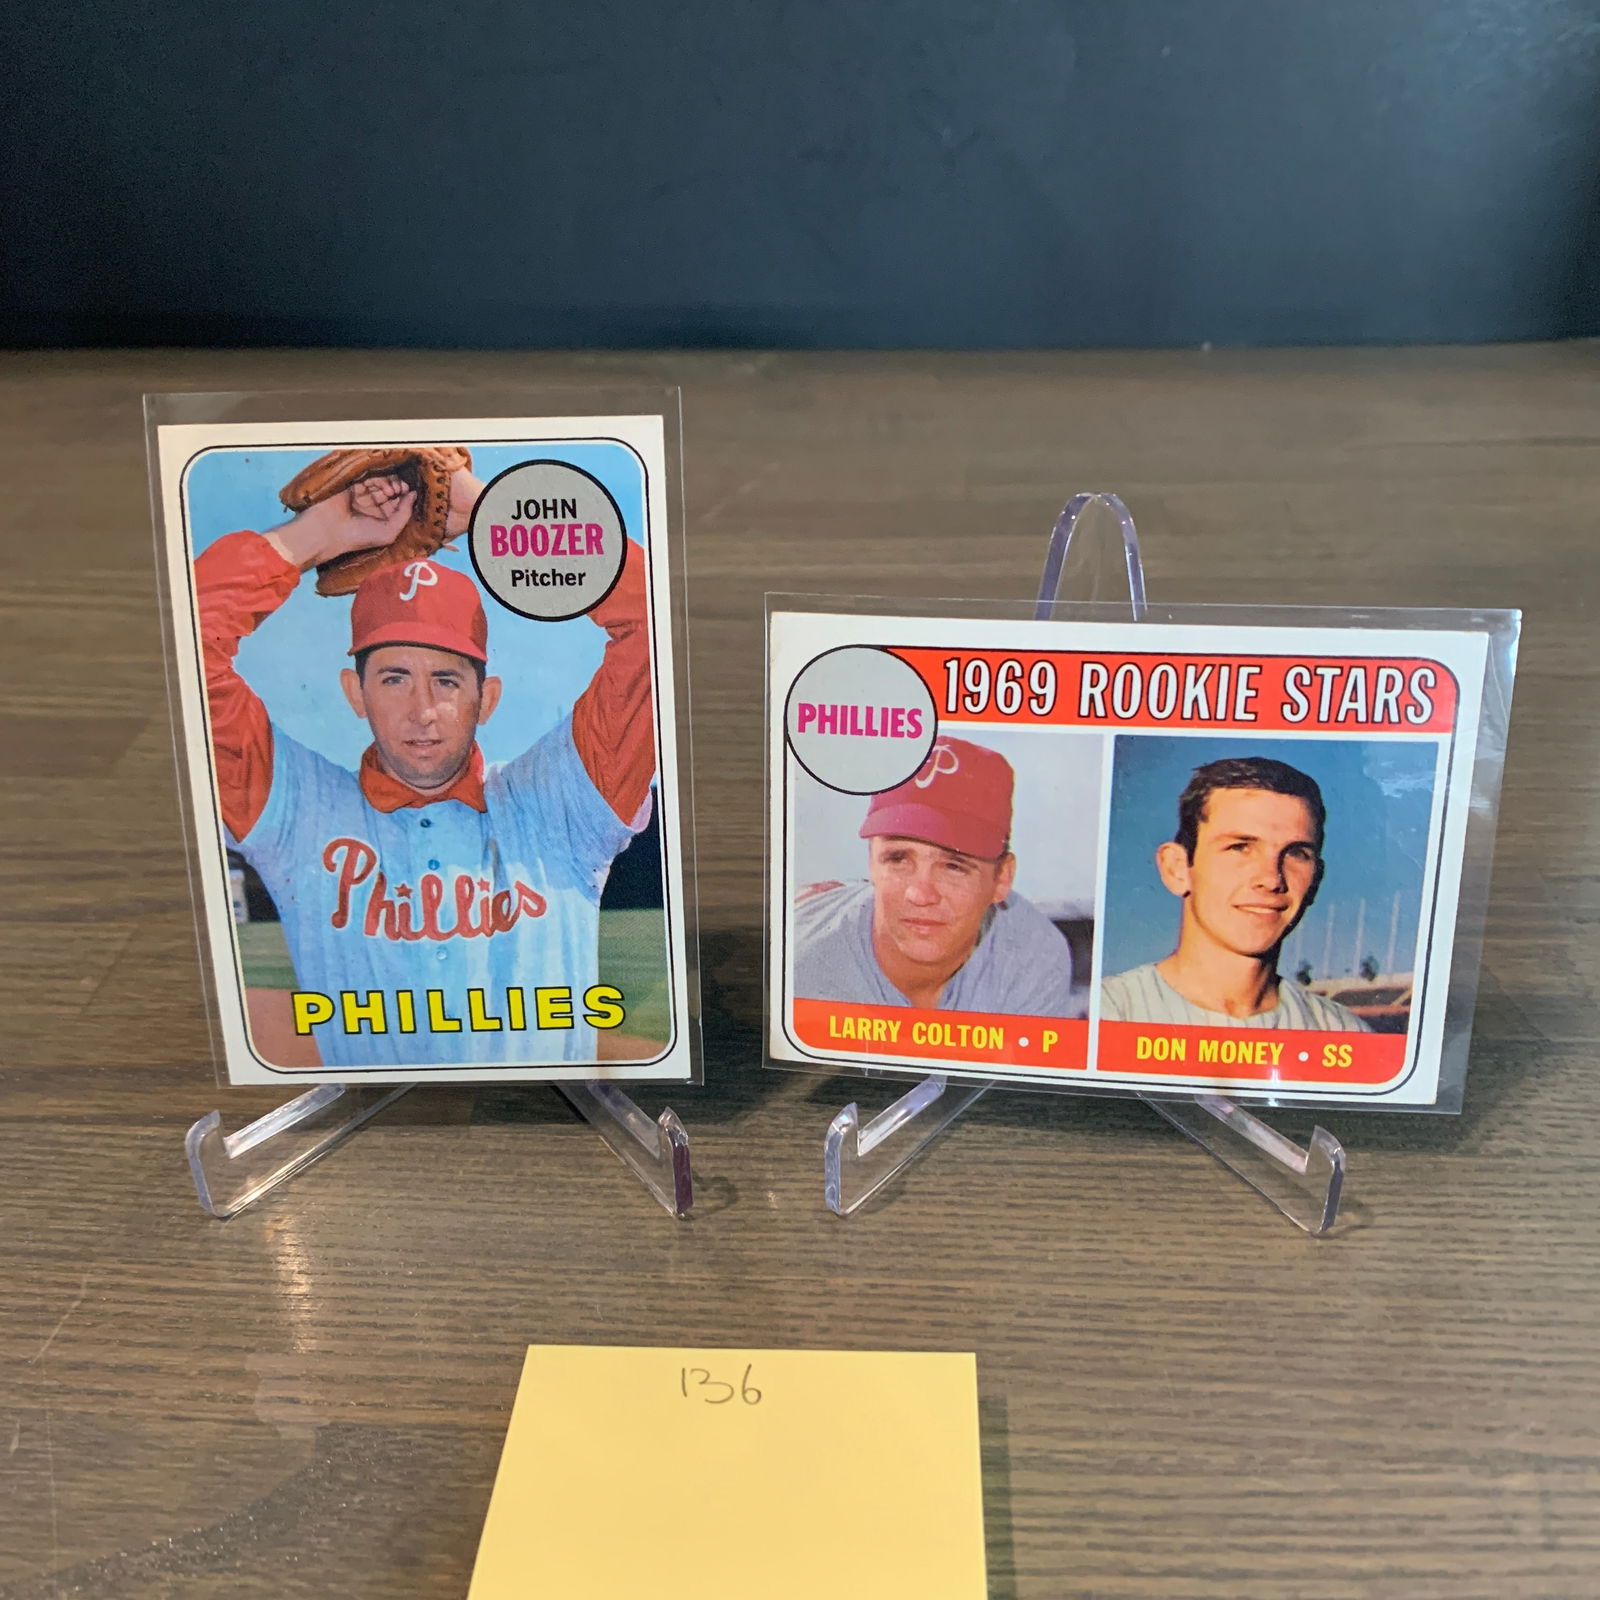 JOHN
BOOZER
Pitcher
P
Phillies
PHILLIES
1969 ROOKIE STARS
PHILLIES
P
LARRY COLTON • P
DON MONEY • SS
136